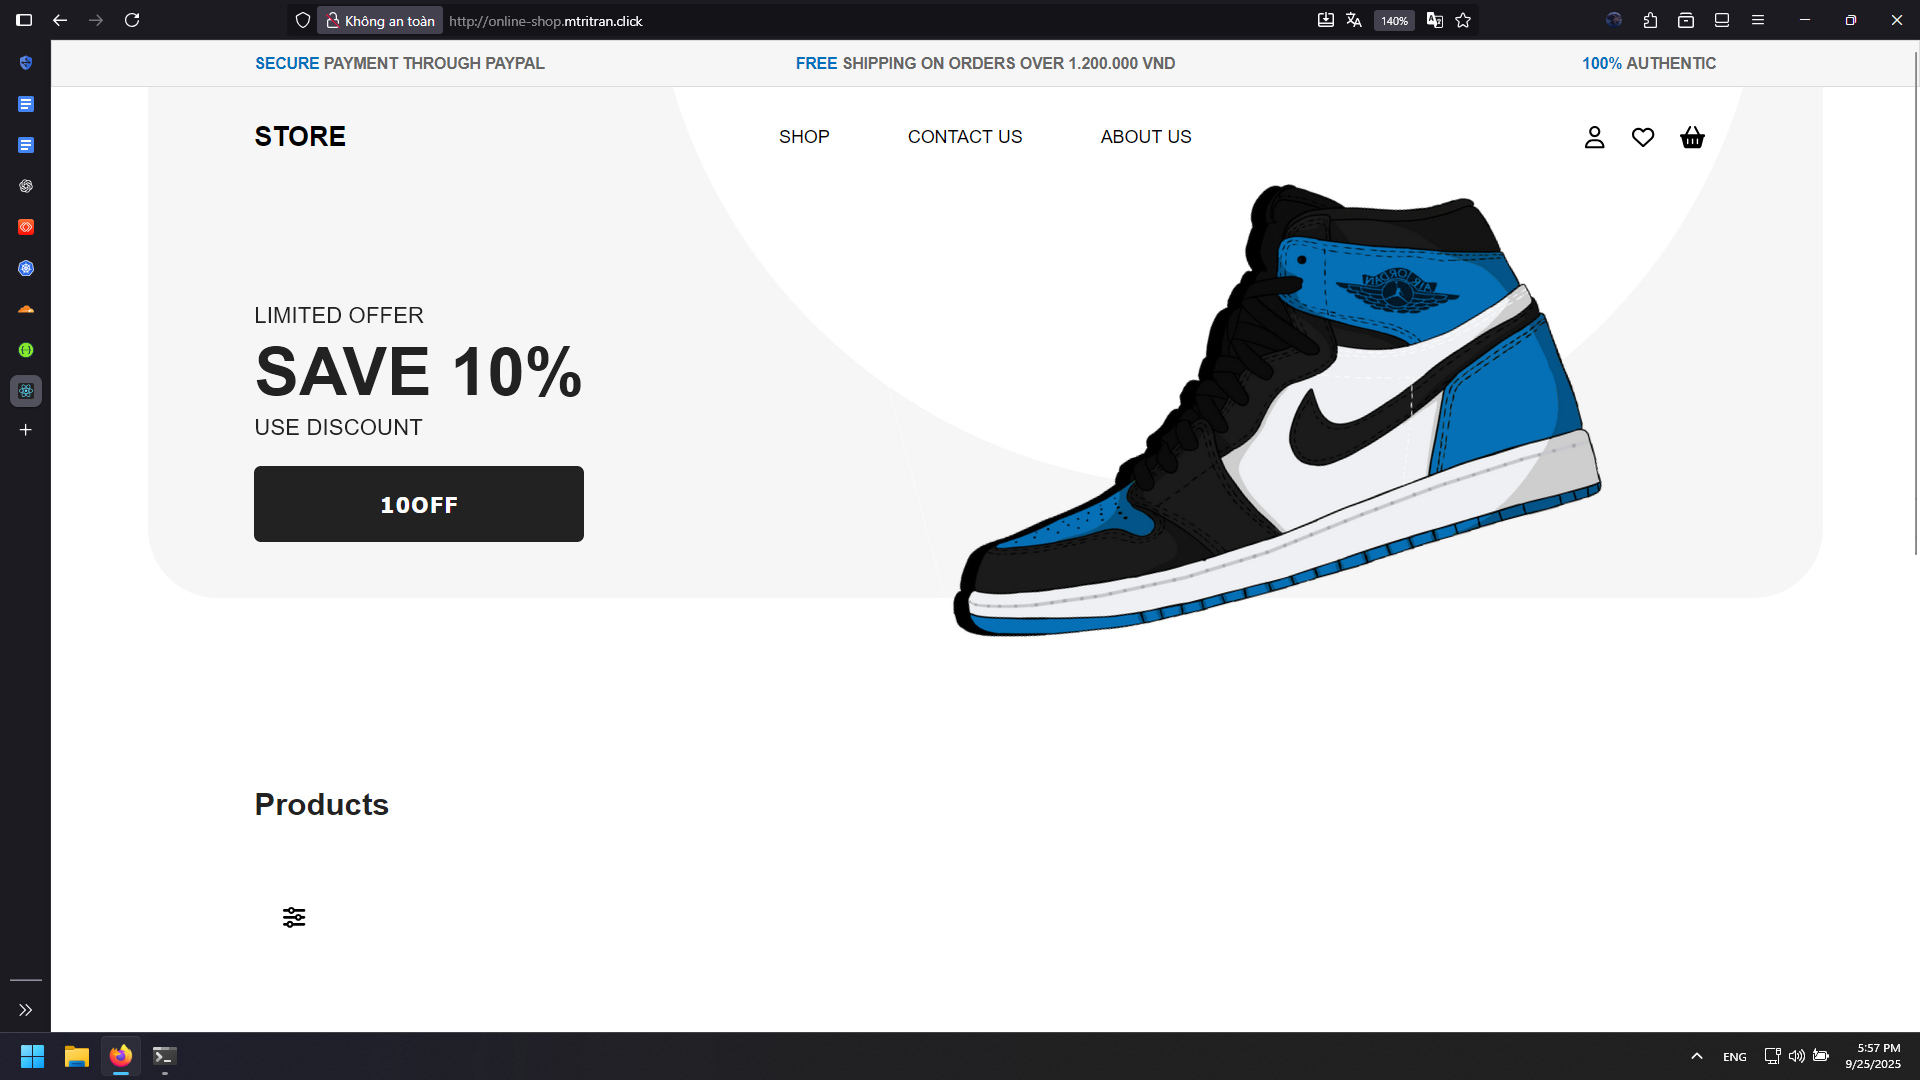 Không an toàn
http://online-shop.mtritran.click
140%
SECURE PAYMENT THROUGH PAYPAL
FREE SHIPPING ON ORDERS OVER 1.200.000 VND
100% AUTHENTIC
STORE
SHOP
CONTACT US
ABOUT US
AIR JORDAN
LIMITED OFFER
SAVE 10%
USE DISCOUNT
10OFF
Products
ENG
5:57 PM
9/25/2025